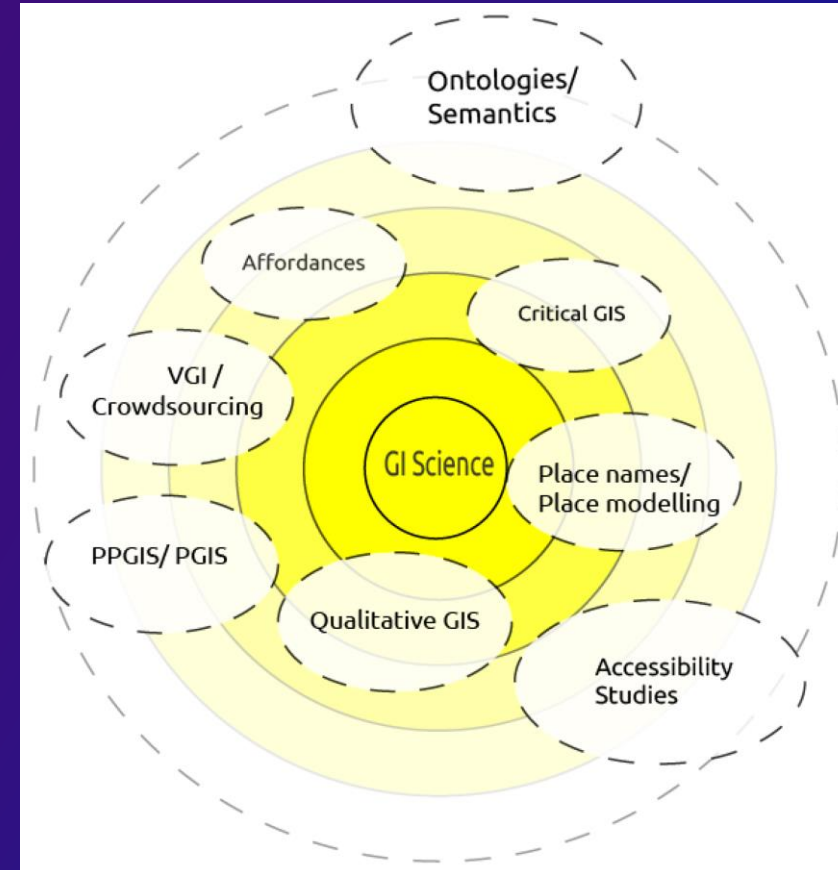 Ontologies/
Semantics
Affordances
Critical GIS
VGI /
Crowdsourcing
GI Science
Place names/
Place modelling
PPGIS/ PGIS
Qualitative GIS
Accessibility
Studies